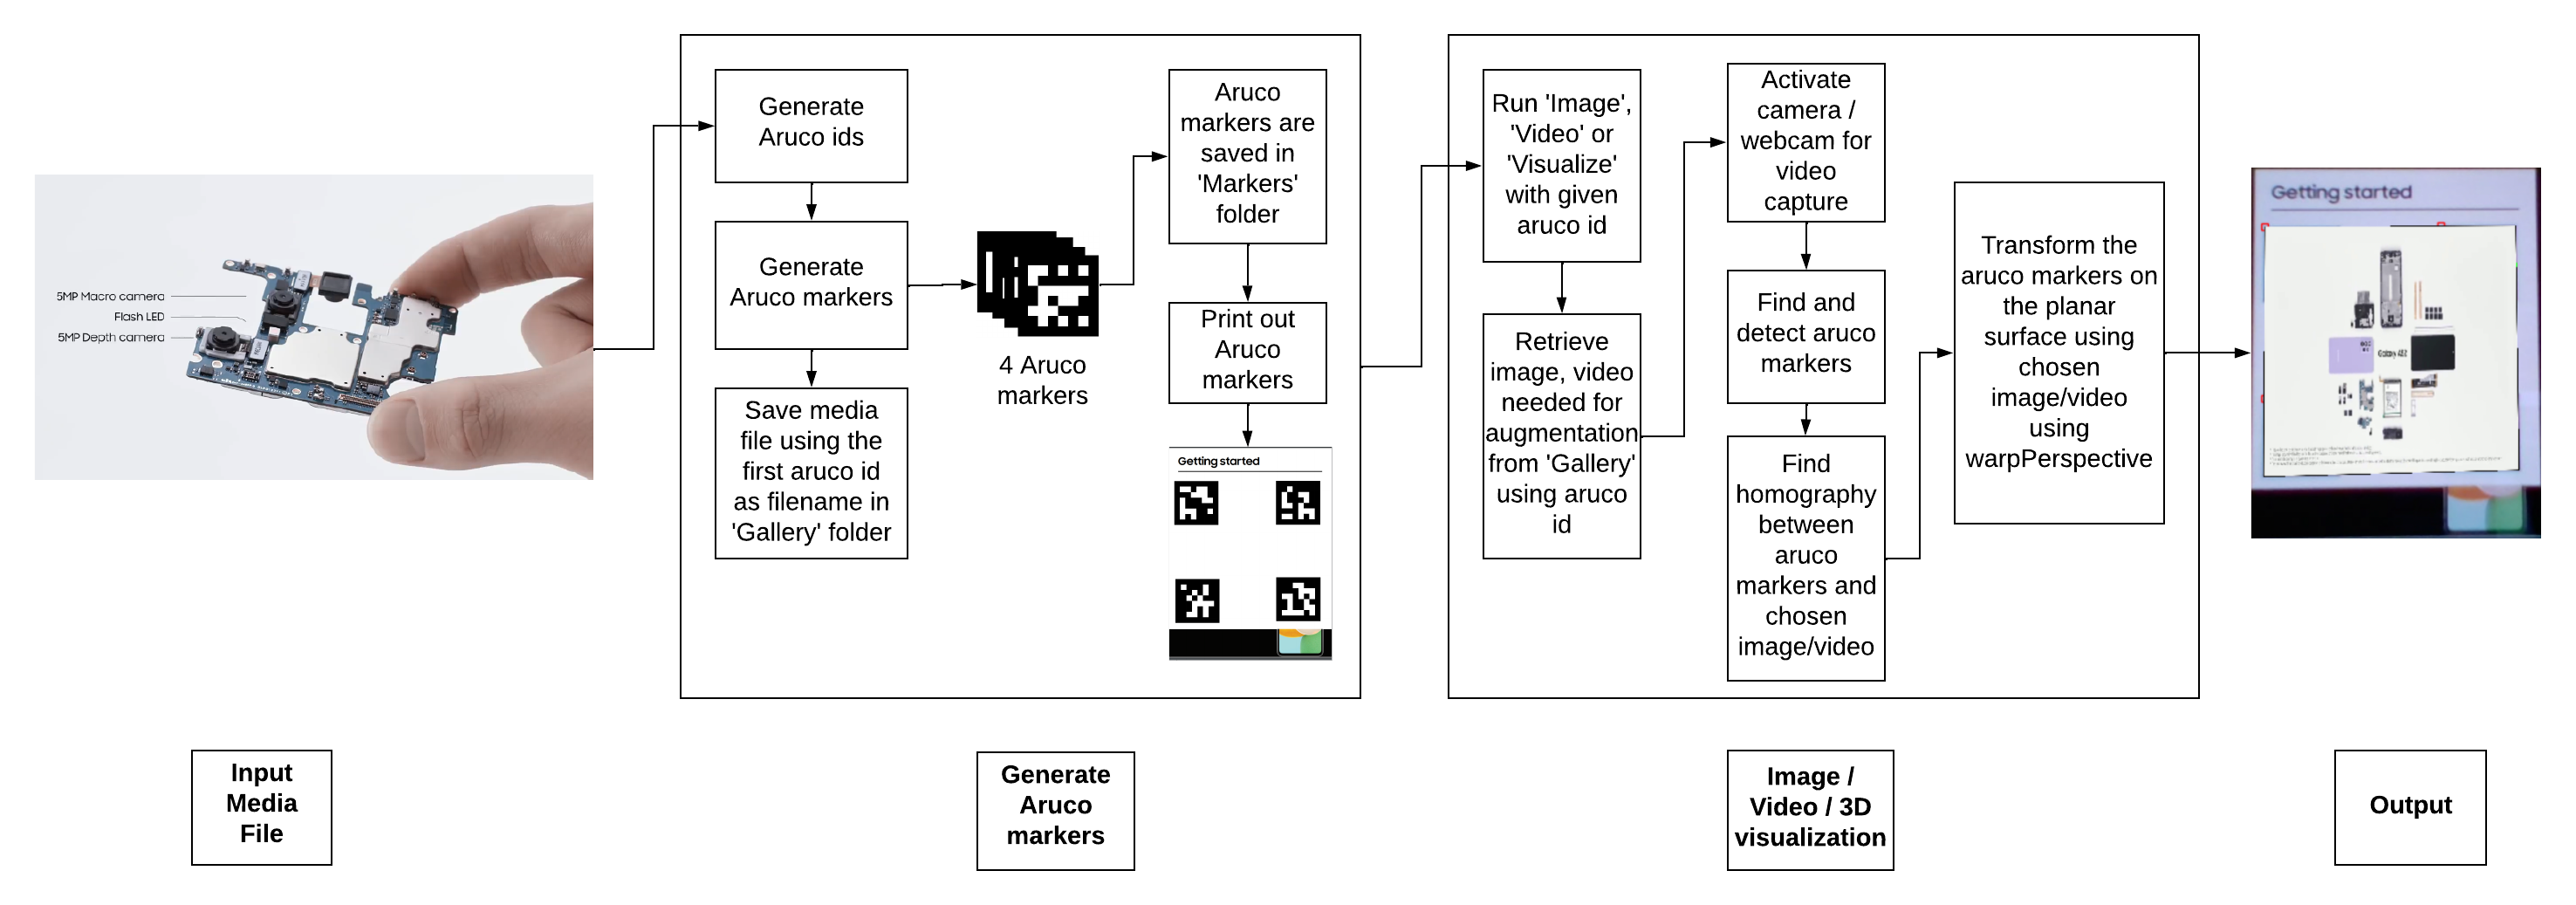 5MP Macro camera
Flash LED
5MP Depth camera
Generate
Aruco ids
Generate
Aruco markers
Save media
file using the
first aruco id
as filename in
'Gallery' folder
4 Aruco
markers
Aruco
markers are
saved in
'Markers'
folder
Print out
Aruco
markers
Getting started
Run 'Image',
'Video' or
'Visualize'
with given
aruco id
Retrieve
image, video
needed for
augmentation
from 'Gallery'
using aruco
id
Activate
camera /
webcam for
video
capture
Find and
detect aruco
markers
Find
homography
between
aruco
markers and
chosen
image/video
Transform the
aruco markers on
the planar
surface using
chosen
image/video
using
warpPerspective
Getting started
Galaxy A22
Input
Media
File
Generate
Aruco
markers
Image /
Video / 3D
visualization
Output